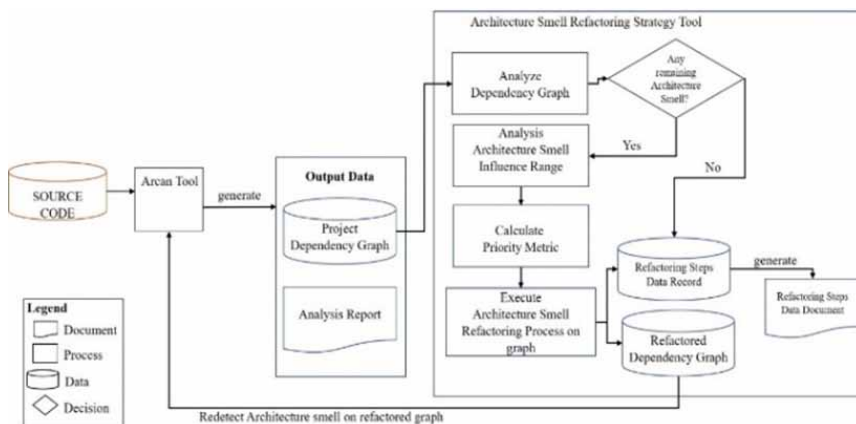 Architecture Smell Refactoring Strategy Tool
Analyze
Dependency Graph
Any
remaining
Architecture
Smell?
Analysis
Architecture Smell
Influence Range
Yes
No
SOURCE
CODE
Arcan Tool
generate
Output Data
Project
Dependency Graph
Analysis Report
Calculate
Priority Metric
Execute
Architecture Smell
Refactoring Process on
graph
Refactoring Steps
Data Record
generate
Refactoring Steps
Data Document
Refactored
Dependency Graph
Legend
Document
Process
Data
Decision
Redetect Architecture smell on refactored graph